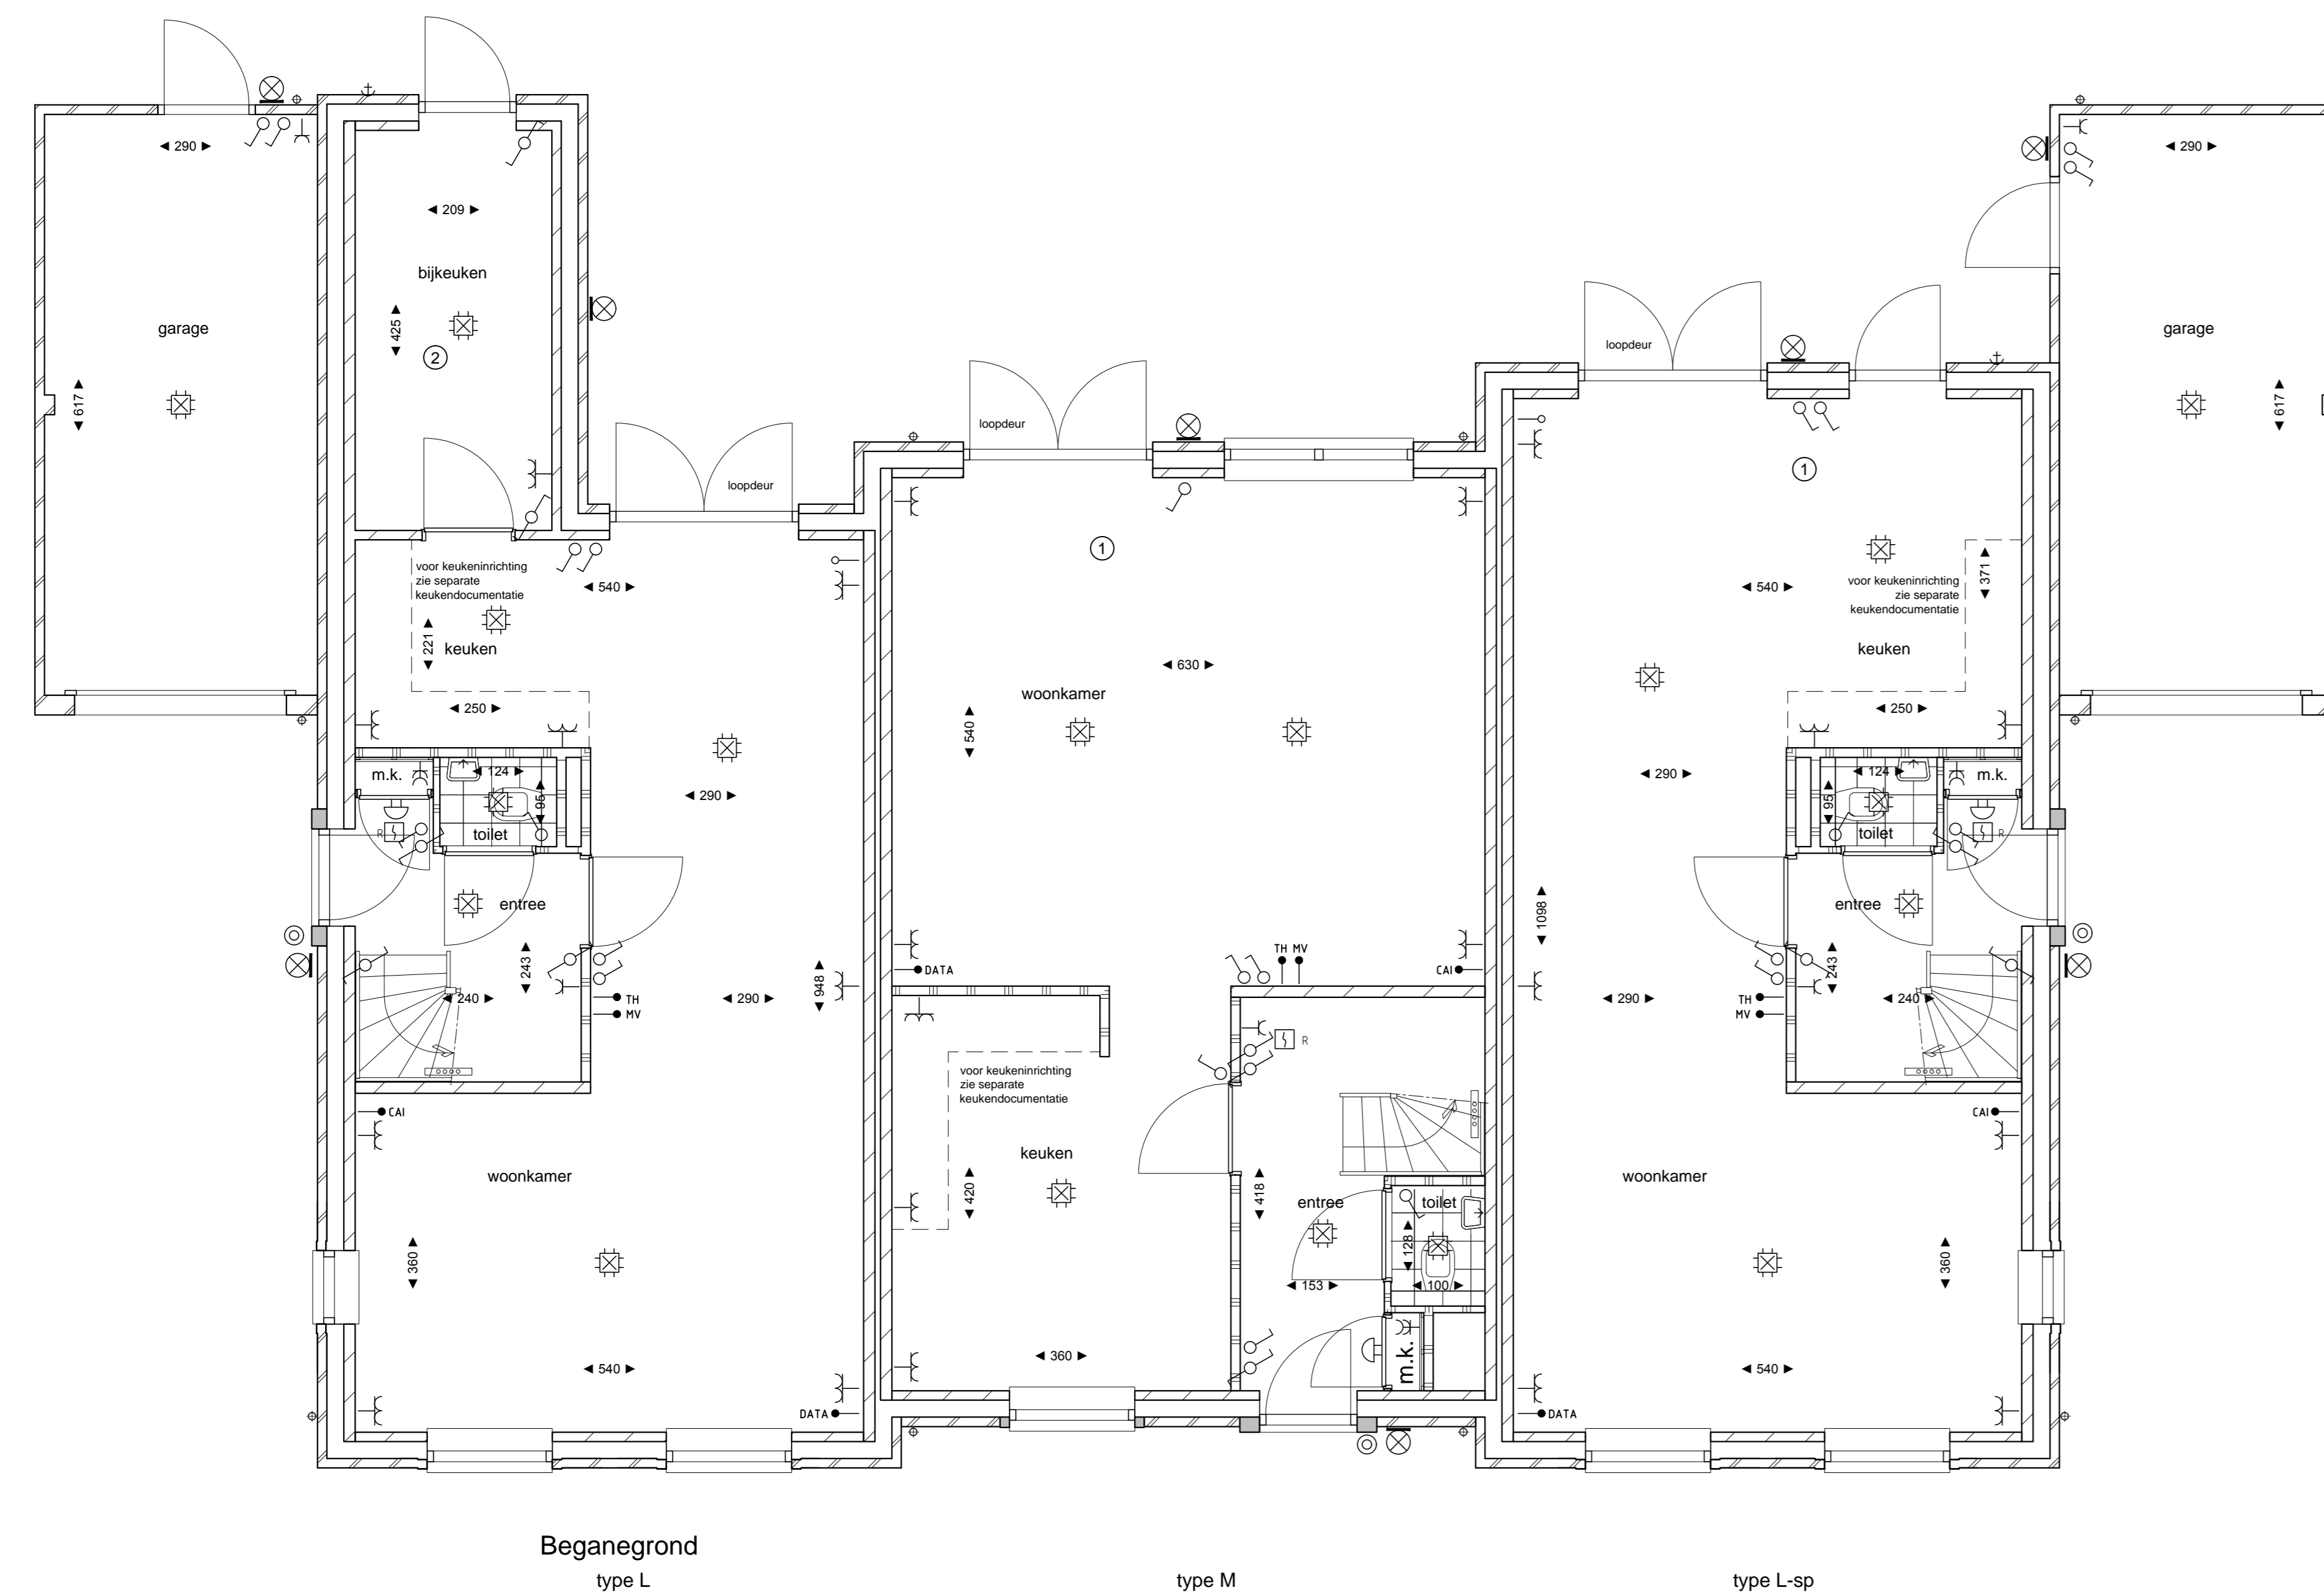 ◄ 290 ►
garage
◄ 617 ►
◄ 209 ►
bijkeuken
◄ 425 ►
2
loopdeur
voor keukeninrichting
zie separate
keukendocumentatie
◄ 540 ►
◄ 221 ►
keuken
◄ 250 ►
m.k.
◄ 124 ►
◄ 95 ►
toilet
R
◄ 290 ►
entree
◄ 243 ►
◄ 240 ►
TH
MV
◄ 290 ►
◄ 948 ►
CAI
woonkamer
◄ 360 ►
◄ 540 ►
DATA
loopdeur
1
◄ 630 ►
woonkamer
◄ 540 ►
DATA
TH MV
CAI
R
voor keukeninrichting
zie separate
keukendocumentatie
keuken
◄ 420 ►
◄ 418 ►
entree
toilet
◄ 128 ►
◄ 153 ►
◄ 100 ►
◄ 360 ►
m.k.
loopdeur
1
◄ 371 ►
voor keukeninrichting
zie separate
keukendocumentatie
◄ 540 ►
keuken
◄ 250 ►
◄ 290 ►
◄ 124 ►
m.k.
◄ 95 ►
toilet
R
◄ 1098 ►
entree
◄ 243 ►
◄ 240 ►
◄ 290 ►
TH
MV
CAI
woonkamer
◄ 360 ►
◄ 540 ►
DATA
◄ 290 ►
garage
◄ 617 ►
Beganegrond
type L
type M
type L-sp